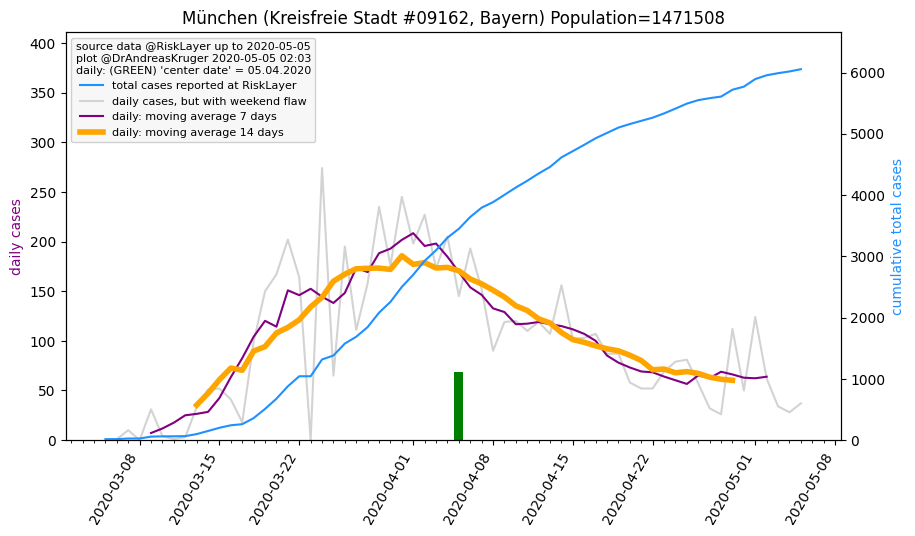 München (Kreisfreie Stadt #09162, Bayern) Population=1471508
source data @RiskLayer up to 2020-05-05
plot @DrAndreasKruger 2020-05-05 02:03
daily: (GREEN) 'center date' = 05.04.2020
total cases reported at RiskLayer
daily cases, but with weekend flaw
daily: moving average 7 days
daily: moving average 14 days
400
350
300
250
200
150
100
50
0
daily cases
6000
5000
4000
3000
2000
1000
0
cumulative total cases
2020-03-08
2020-03-15
2020-03-22
2020-04-01
2020-04-08
2020-04-15
2020-04-22
2020-05-01
2020-05-08